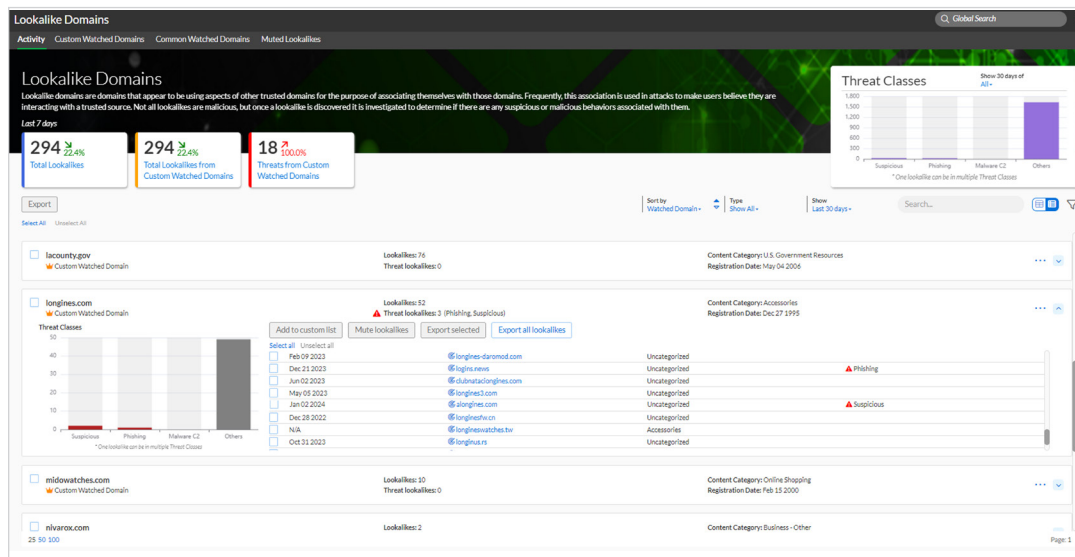 Lookalike Domains
Global Search
Activity Custom Watched Domains Common Watched Domains Muted Lookalikes
Lookalike Domains
Lookalike domains are domains that appear to be using aspects of other trusted domains for the purpose of associating themselves with those domains. Frequently, this association is used in attacks to make users believe they are
interacting with a trusted source. Not all lookalikes are malicious, but once a lookalike is discovered it is investigated to determine if there are any suspicious or malicious behaviors associated with them.
Last 7 days
294 22.4%
Total Lookalikes
294 22.4%
Total Lookalikes from
Custom Watched Domains
18 100.0%
Threats from Custom
Watched Domains
Threat Classes
Show 30 days of
All
1,800
1,500
1,200
900
600
300
0
Suspicious Phishing Malware C2 Others
* One lookalike can be in multiple Threat Classes
Export
Sort by
Watched Domain
Type
Show All
Show
Last 30 days
Search...
Select All Unselect All
lacounty.gov
Custom Watched Domain
Lookalikes: 76
Threat lookalikes: 0
Content Category: U.S. Government Resources
Registration Date: May 04 2006
longines.com
Custom Watched Domain
Lookalikes: 52
Threat lookalikes: 3 (Phishing, Suspicious)
Content Category: Accessories
Registration Date: Dec 27 1995
Threat Classes
50
40
30
20
10
0
Suspicious Phishing Malware C2 Others
* One lookalike can be in multiple Threat Classes
Add to custom list Mute lookalikes Export selected Export all lookalikes
Select all Unselect all
Feb 09 2023 longines-daromod.com Uncategorized
Dec 21 2023 logins.news Uncategorized Phishing
Jun 02 2023 clubnataclongines.com Uncategorized
May 05 2023 longines3.com Uncategorized
Jan 02 2024 alongines.com Uncategorized Suspicious
Dec 28 2022 longinesfw.cn Uncategorized
N/A longineswatches.tw Accessories
Oct 31 2023 longinus.rs Uncategorized
midowatches.com
Custom Watched Domain
Lookalikes: 10
Threat lookalikes: 0
Content Category: Online Shopping
Registration Date: Feb 15 2000
nivarox.com
Lookalikes: 2
Content Category: Business - Other
25 50 100
Page: 1